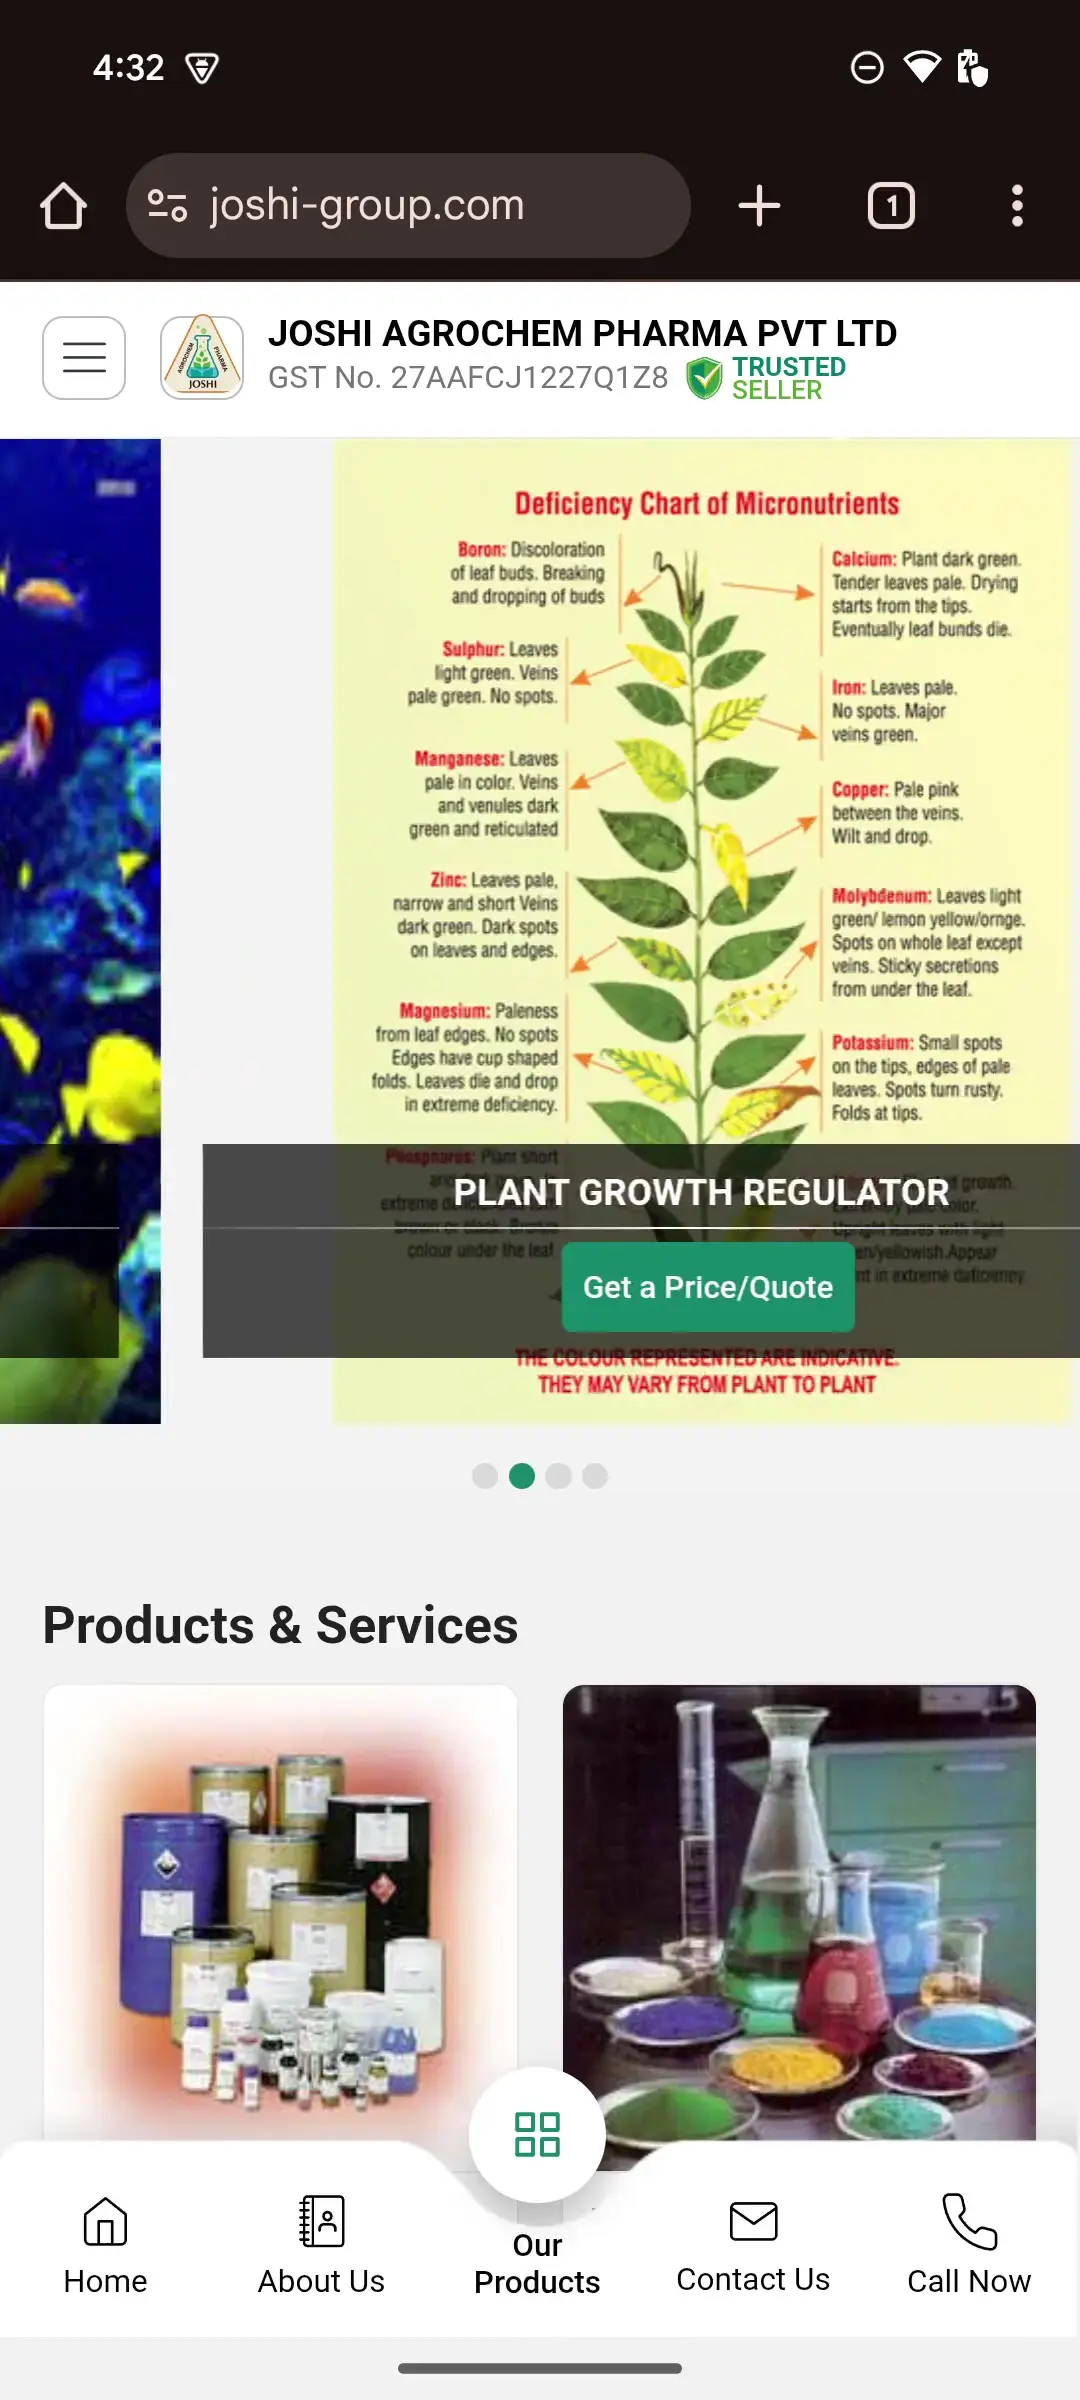 4:32
joshi-group.com
1
JOSHI AGROCHEM PHARMA PVT LTD
GST No. 27AAFCJ1227Q1Z8
TRUSTED
SELLER
AGROCHEM
PHARMA
JOSHI
Deficiency Chart of Micronutrients
Boron: Discoloration
of leaf buds. Breaking
and dropping of buds
Sulphur: Leaves
light green. Veins
pale green. No spots.
Manganese: Leaves
pale in color. Veins
and venules dark
green and reticulated
Zinc: Leaves pale,
narrow and short Veins
dark green. Dark spots
on leaves and edges.
Magnesium: Paleness
from leaf edges. No spots
Edges have cup shaped
folds. Leaves die and drop
in extreme deficiency.
Phosphorus: Plant short
extreme
brown or black. Bronze
colour under the leaf
Calcium: Plant dark green.
Tender leaves pale. Drying
starts from the tips.
Eventually leaf bunds die.
Iron: Leaves pale.
No spots. Major
veins green.
Copper: Pale pink
between the veins.
Wilt and drop.
Molybdenum: Leaves light
green/ lemon yellow/ornge.
Spots on whole leaf except
veins. Sticky secretions
from under the leaf.
Potassium: Small spots
on the tips, edges of pale
leaves. Spots turn rusty.
Folds at tips.
growth.
color.
Upright leaves with light
en/yellowish.Appear
nt in extreme deficiency
PLANT GROWTH REGULATOR
Get a Price/Quote
THE COLOUR REPRESENTED ARE INDICATIVE.
THEY MAY VARY FROM PLANT TO PLANT
Products & Services
Home
About Us
Our
Products
Contact Us
Call Now